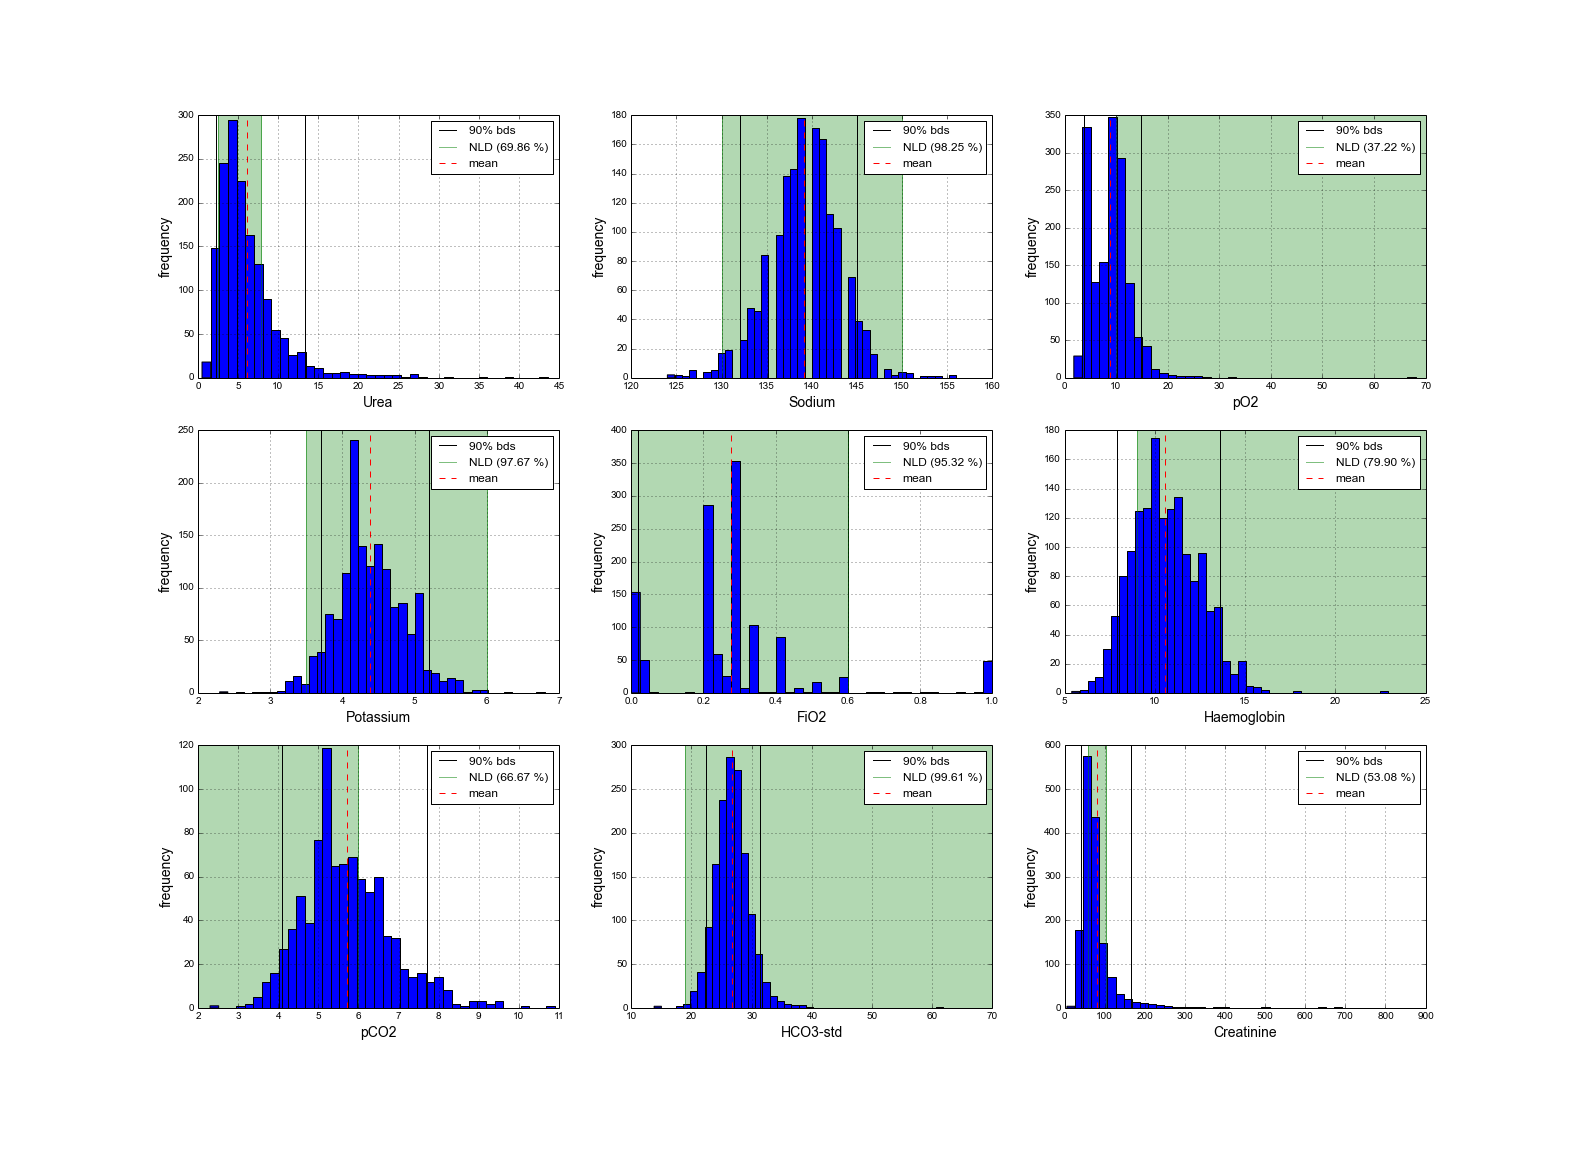 300
250
200
150
100
50
0
frequency
90% bds
NLD (69.86 %)
mean
0 5 10 15 20 25 30 35 40 45
Urea
180
160
140
120
100
80
60
40
20
0
frequency
90% bds
NLD (98.25 %)
mean
120 125 130 135 140 145 150 155 160
Sodium
350
300
250
200
150
100
50
0
frequency
90% bds
NLD (37.22 %)
mean
0 10 20 30 40 50 60 70
pO2
250
200
150
100
50
0
frequency
90% bds
NLD (97.67 %)
mean
2 3 4 5 6 7
Potassium
400
350
300
250
200
150
100
50
0
frequency
90% bds
NLD (95.32 %)
mean
0.0 0.2 0.4 0.6 0.8 1.0
FiO2
180
160
140
120
100
80
60
40
20
0
frequency
90% bds
NLD (79.90 %)
mean
5 10 15 20 25
Haemoglobin
120
100
80
60
40
20
0
frequency
90% bds
NLD (66.67 %)
mean
2 3 4 5 6 7 8 9 10 11
pCO2
300
250
200
150
100
50
0
frequency
90% bds
NLD (99.61 %)
mean
10 20 30 40 50 60 70
HCO3-std
600
500
400
300
200
100
0
frequency
90% bds
NLD (53.08 %)
mean
0 100 200 300 400 500 600 700 800 900
Creatinine